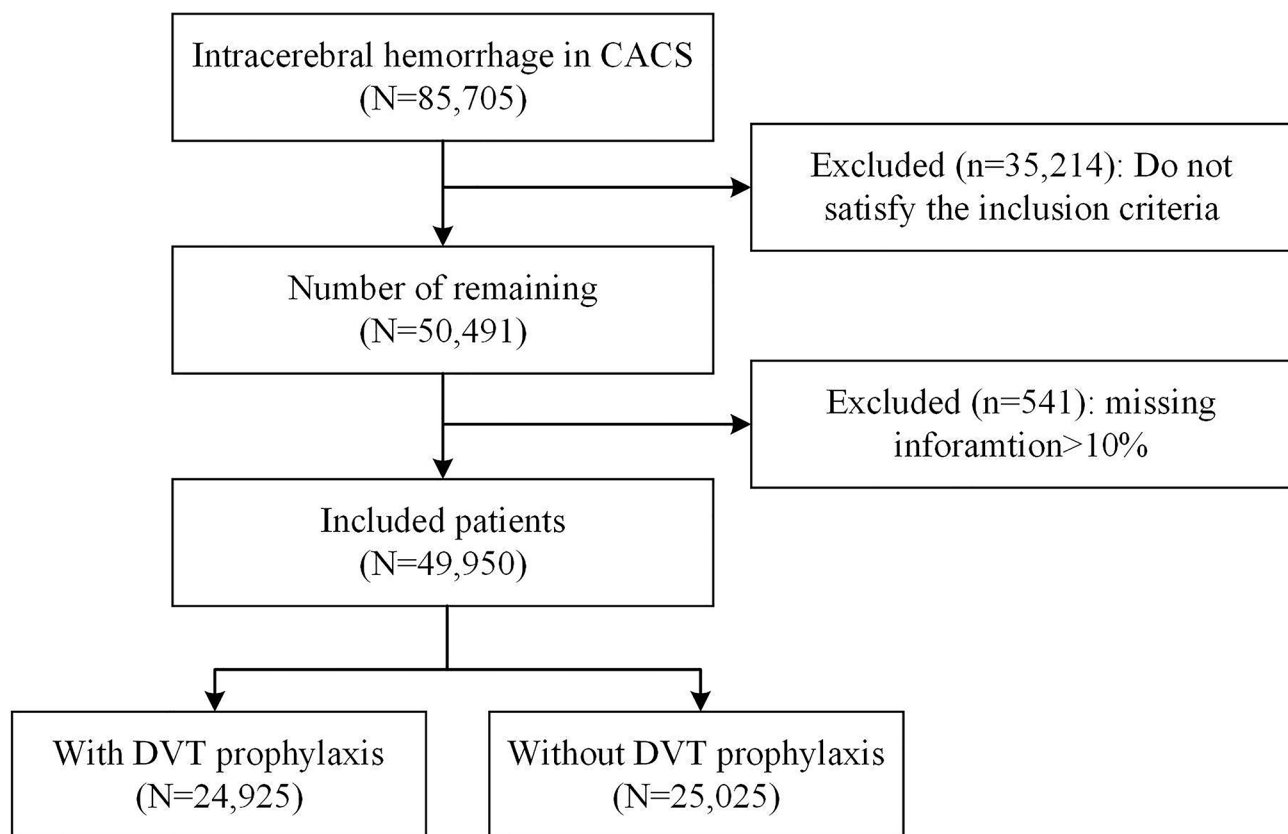 Intracerebral hemorrhage in CACS
(N=85,705)
Excluded (n=35,214): Do not
satisfy the inclusion criteria
Number of remaining
(N=50,491)
Excluded (n=541): missing
inforamtion>10%
Included patients
(N=49,950)
With DVT prophylaxis
(N=24,925)
Without DVT prophylaxis
(N=25,025)